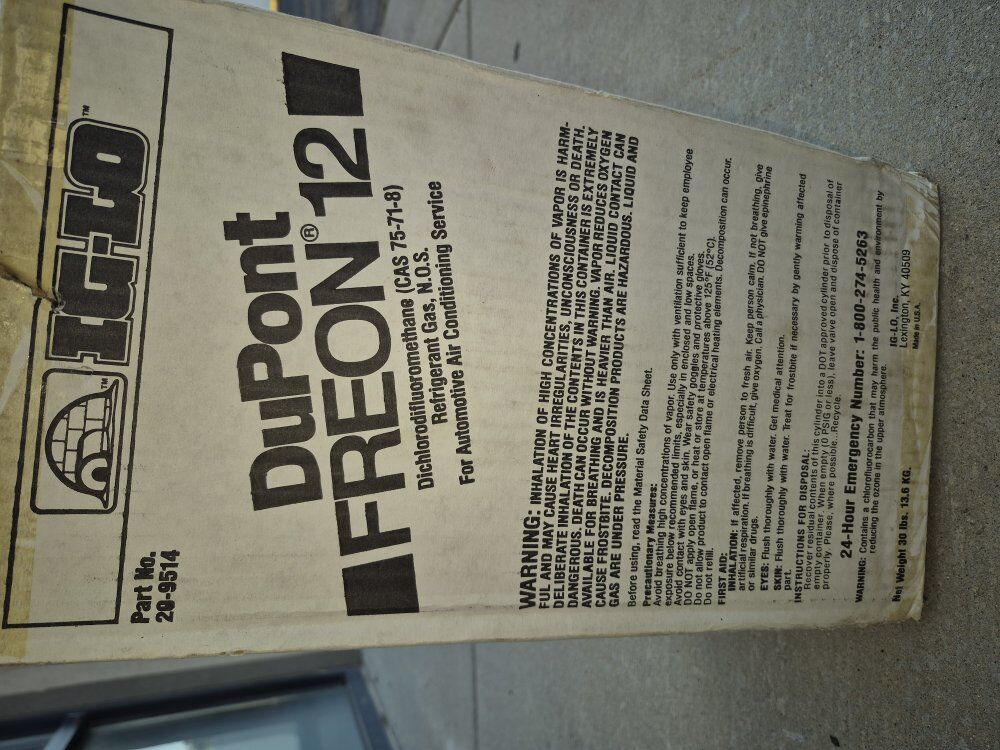 IG-LO™
TM
Part No.
20-9514
DuPont
FREON® 12
Dichlorodifluoromethane (CAS 75-71-8)
Refrigerant Gas, N.O.S.
For Automotive Air Conditioning Service
WARNING: INHALATION OF HIGH CONCENTRATIONS OF VAPOR IS HARM-
FUL AND MAY CAUSE HEART IRREGULARITIES, UNCONSCIOUSNESS OR DEATH.
DELIBERATE INHALATION OF THE CONTENTS IN THIS CONTAINER IS EXTREMELY
DANGEROUS. DEATH CAN OCCUR WITHOUT WARNING. VAPOR REDUCES OXYGEN
AVAILABLE FOR BREATHING AND IS HEAVIER THAN AIR. LIQUID CONTACT CAN
CAUSE FROSTBITE. DECOMPOSITION PRODUCTS ARE HAZARDOUS. LIQUID AND
GAS ARE UNDER PRESSURE.
Before using, read the Material Safety Data Sheet.
Precautionary Measures:
Avoid breathing high concentrations of vapor. Use only with ventilation sufficient to keep employee
exposure below recommended limits, especially in enclosed and low spaces.
Avoid contact with eyes and skin. Wear safety goggles and protective gloves.
DO NOT apply open flame, or heat or store at temperatures above 125°F (52°C).
Do not allow product to contact open flame or electrical heating elements. Decomposition can occur.
Do not refill.
FIRST AID:
INHALATION: If affected, remove person to fresh air. Keep person calm. If not breathing, give
artificial respiration. If breathing is difficult, give oxygen. Call a physician. DO NOT give epinephrine
or similar drugs.
EYES: Flush thoroughly with water. Get medical attention.
SKIN: Flush thoroughly with water. Treat for frostbite if necessary by gently warming affected
part.
INSTRUCTIONS FOR DISPOSAL:
Recover residual contents of this cylinder into a DOT approved cylinder prior to disposal of
empty container. When empty (0 PSIG or less), leave valve open and dispose of container
properly. Please, where possible...Recycle.
24-Hour Emergency Number: 1-800-274-5263
WARNING: Contains a chlorofluorocarbon that may harm the public health and environment by
reducing the ozone in the upper atmosphere.
IG-LO, Inc.
Lexington, KY 40509
Made in U.S.A.
Net Weight 30 lbs. 13.6 KG.